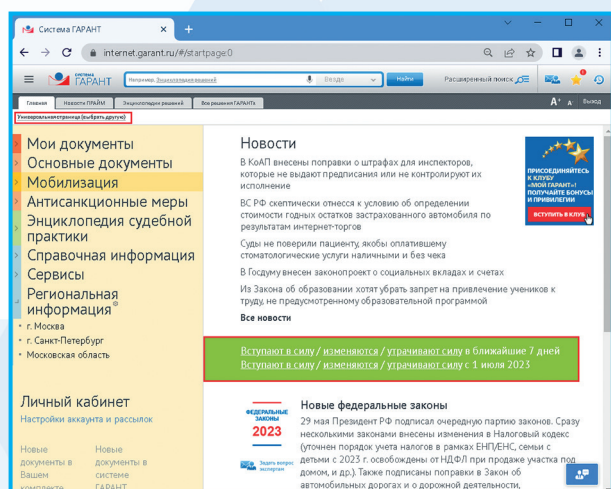 Система ГАРАНТ
internet.garant.ru/#/startpage:0
СИСТЕМА
ГАРАНТ
Например, Энциклопедия решений
Везде
Найти
Расширенный поиск
Главная
Новости ПРАЙМ
Энциклопедия решений
Все решения ГАРАНТа
А+ А- Выход
Универсальная страница (выбрать другую)
Мои документы
Основные документы
Мобилизация
Антисанкционные меры
Энциклопедия судебной
практики
Справочная информация
Сервисы
Региональная
информация®
• г. Москва
• г. Санкт-Петербург
• Московская область
Личный кабинет
Настройки аккаунта и рассылок
Новые
документы в
Вашем
комплекте
Новые
документы в
системе
ГАРАНТ
Новости
В КоАП внесены поправки о штрафах для инспекторов,
которые не выдают предписания или не контролируют их
исполнение
ВС РФ скептически отнесся к условию об определении
стоимости годных остатков застрахованного автомобиля по
результатам интернет-торгов
Суды не поверили пациенту, якобы оплатившему
стоматологические услуги наличными и без чека
В Госдуму внесен законопроект о социальных вкладах и счетах
Из Закона об образовании хотят убрать запрет на привлечение учеников к
труду, не предусмотренному образовательной программой
Все новости
ПРИСОЕДИНЯЙТЕСЬ
К КЛУБУ
«МОЙ ГАРАНТ»!
ПОЛУЧАЙТЕ БОНУСЫ
И ПРИВИЛЕГИИ
ВСТУПИТЬ В КЛУБ
Вступают в силу / изменяются / утрачивают силу в ближайшие 7 дней
Вступают в силу / изменяются / утрачивают силу с 1 июля 2023
ФЕДЕРАЛЬНЫЕ
ЗАКОНЫ
2023
Задать вопрос
экспертам
Новые федеральные законы
29 мая Президент РФ подписал очередную партию законов. Сразу
несколькими законами внесены изменения в Налоговый кодекс
(уточнен порядок учета налогов в рамках ЕНП/ЕНС, семьи с
детьми с 2023 г. освобождены от НДФЛ при продаже участка под
домом, и др.). Также подписаны поправки в Закон об
автомобильных дорогах и о дорожной деятельности,